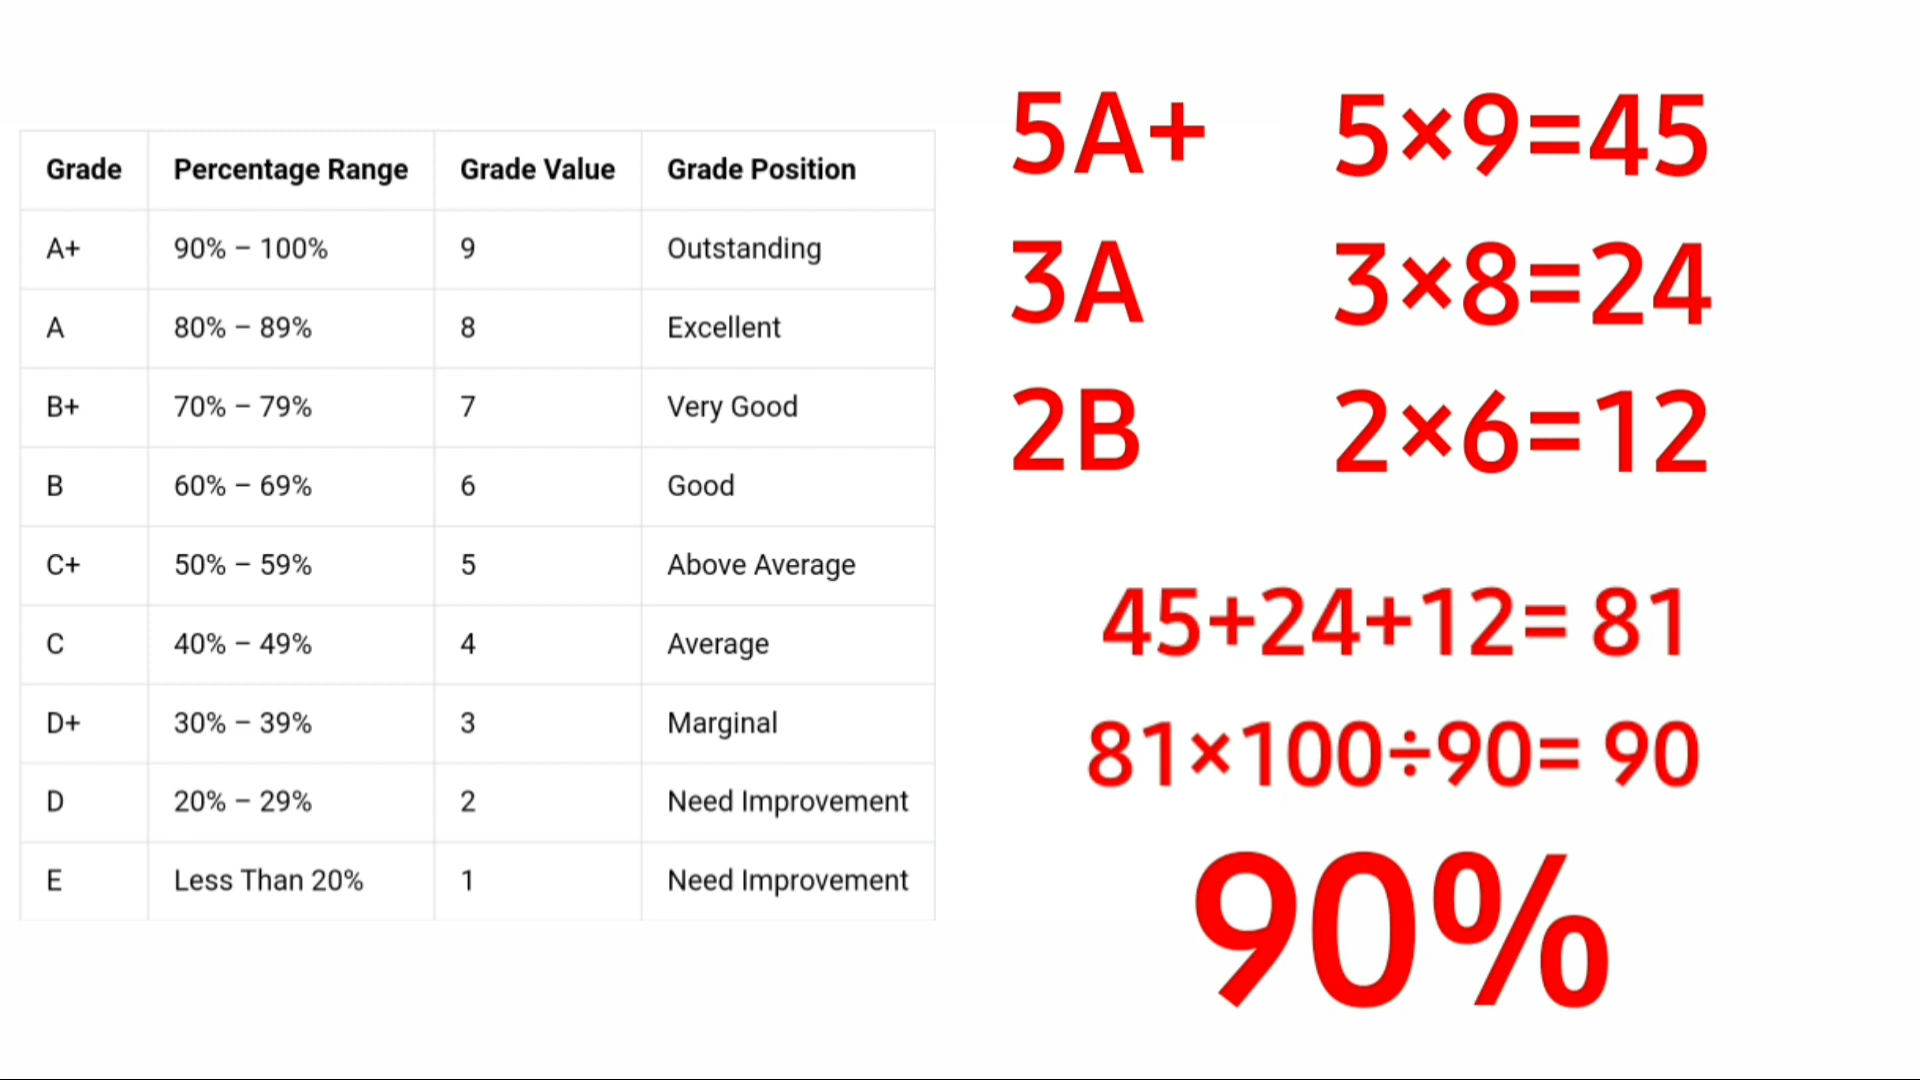 Grade Percentage Range Grade Value Grade Position
A+ 90% – 100% 9 Outstanding
A 80% – 89% 8 Excellent
B+ 70% – 79% 7 Very Good
B 60% – 69% 6 Good
C+ 50% – 59% 5 Above Average
C 40% – 49% 4 Average
D+ 30% – 39% 3 Marginal
D 20% – 29% 2 Need Improvement
E Less Than 20% 1 Need Improvement
5A+ 5×9=45
3A 3×8=24
2B 2×6=12
45+24+12= 81
81×100÷90= 90
90%